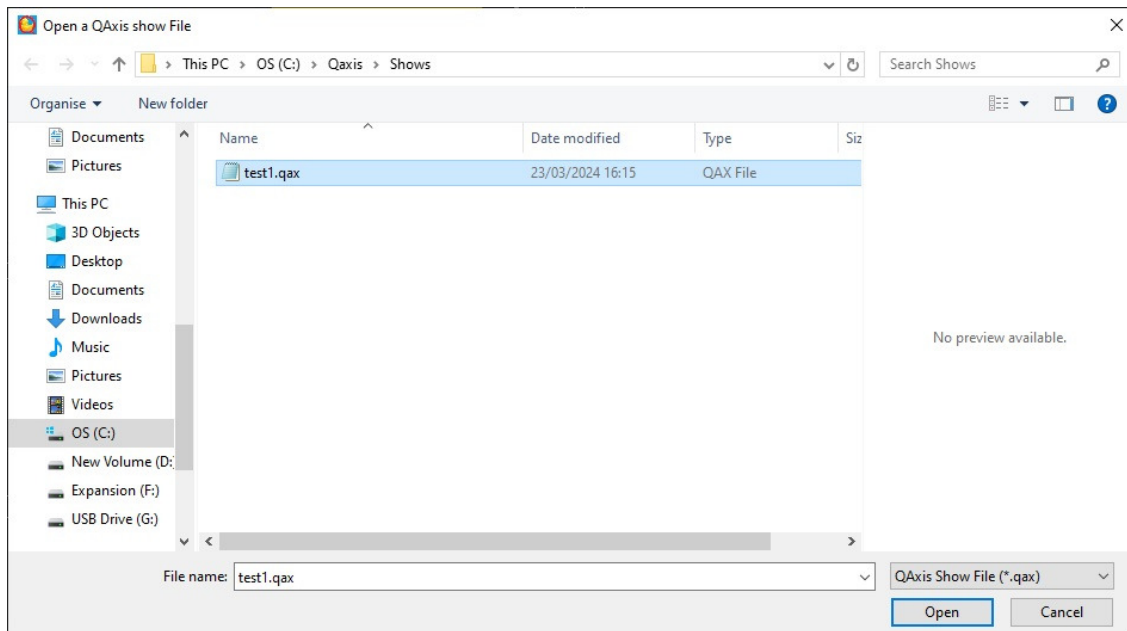 Open a QAxis show File
This PC > OS (C:) > Qaxis > Shows
Search Shows
Organise
New folder
Name
Date modified
Type
Siz
test1.qax
23/03/2024 16:15
QAX File
Documents
Pictures
This PC
3D Objects
Desktop
Documents
Downloads
Music
Pictures
Videos
OS (C:)
New Volume (D:
Expansion (F:)
USB Drive (G:)
No preview available.
File name: test1.qax
QAxis Show File (*.qax)
Open
Cancel